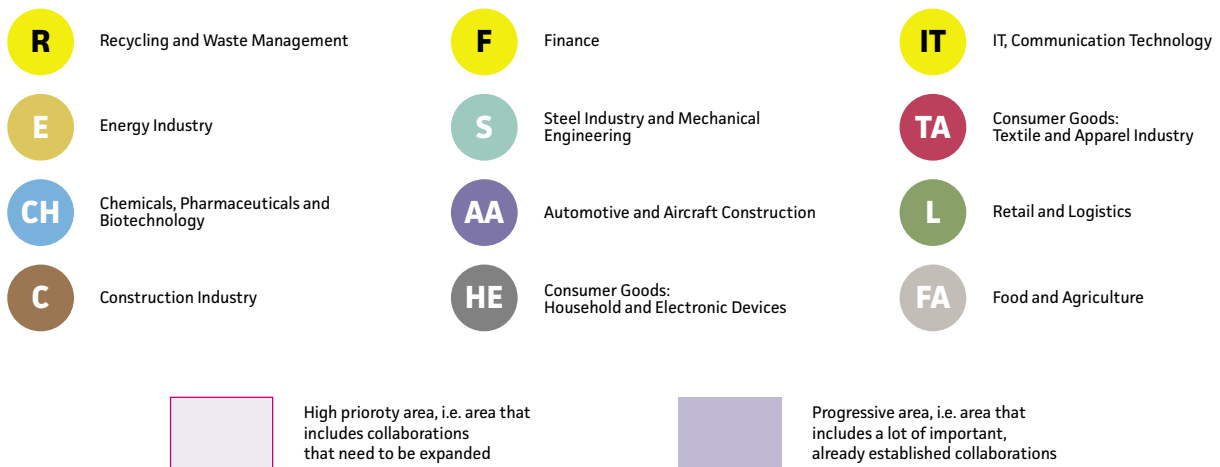 R
Recycling and Waste Management
F
Finance
IT
IT, Communication Technology
E
Energy Industry
S
Steel Industry and Mechanical
Engineering
TA
Consumer Goods:
Textile and Apparel Industry
CH
Chemicals, Pharmaceuticals and
Biotechnology
AA
Automotive and Aircraft Construction
L
Retail and Logistics
C
Construction Industry
HE
Consumer Goods:
Household and Electronic Devices
FA
Food and Agriculture
High prioroty area, i.e. area that
includes collaborations
that need to be expanded
Progressive area, i.e. area that
includes a lot of important,
already established collaborations